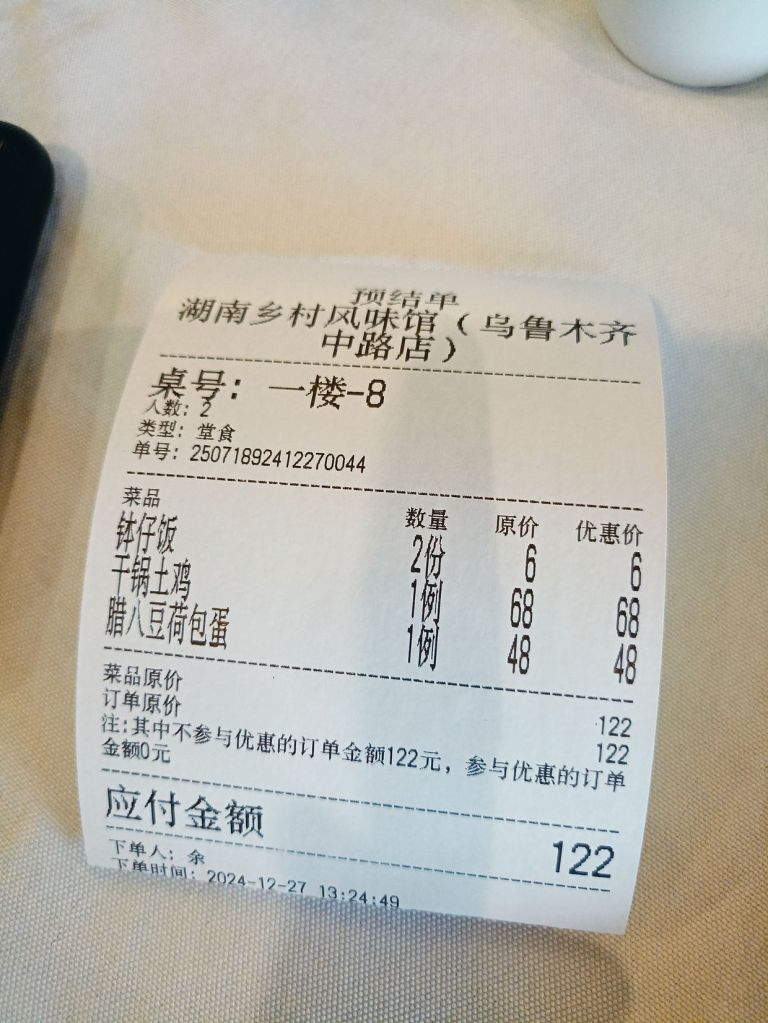 预结单
湖南乡村风味馆（乌鲁木齐
中路店）
桌号：一楼-8
人数：2
类型：堂食
单号：25071892412270044
菜品 数量 原价 优惠价
钵仔饭 2份 6 6
干锅土鸡 1例 68 68
腊八豆荷包蛋 1例 48 48
菜品原价 122
订单原价 122
注：其中不参与优惠的订单金额122元，参与优惠的订单
金额0元
应付金额 122
下单人：余
下单时间：2024-12-27 13:24:49